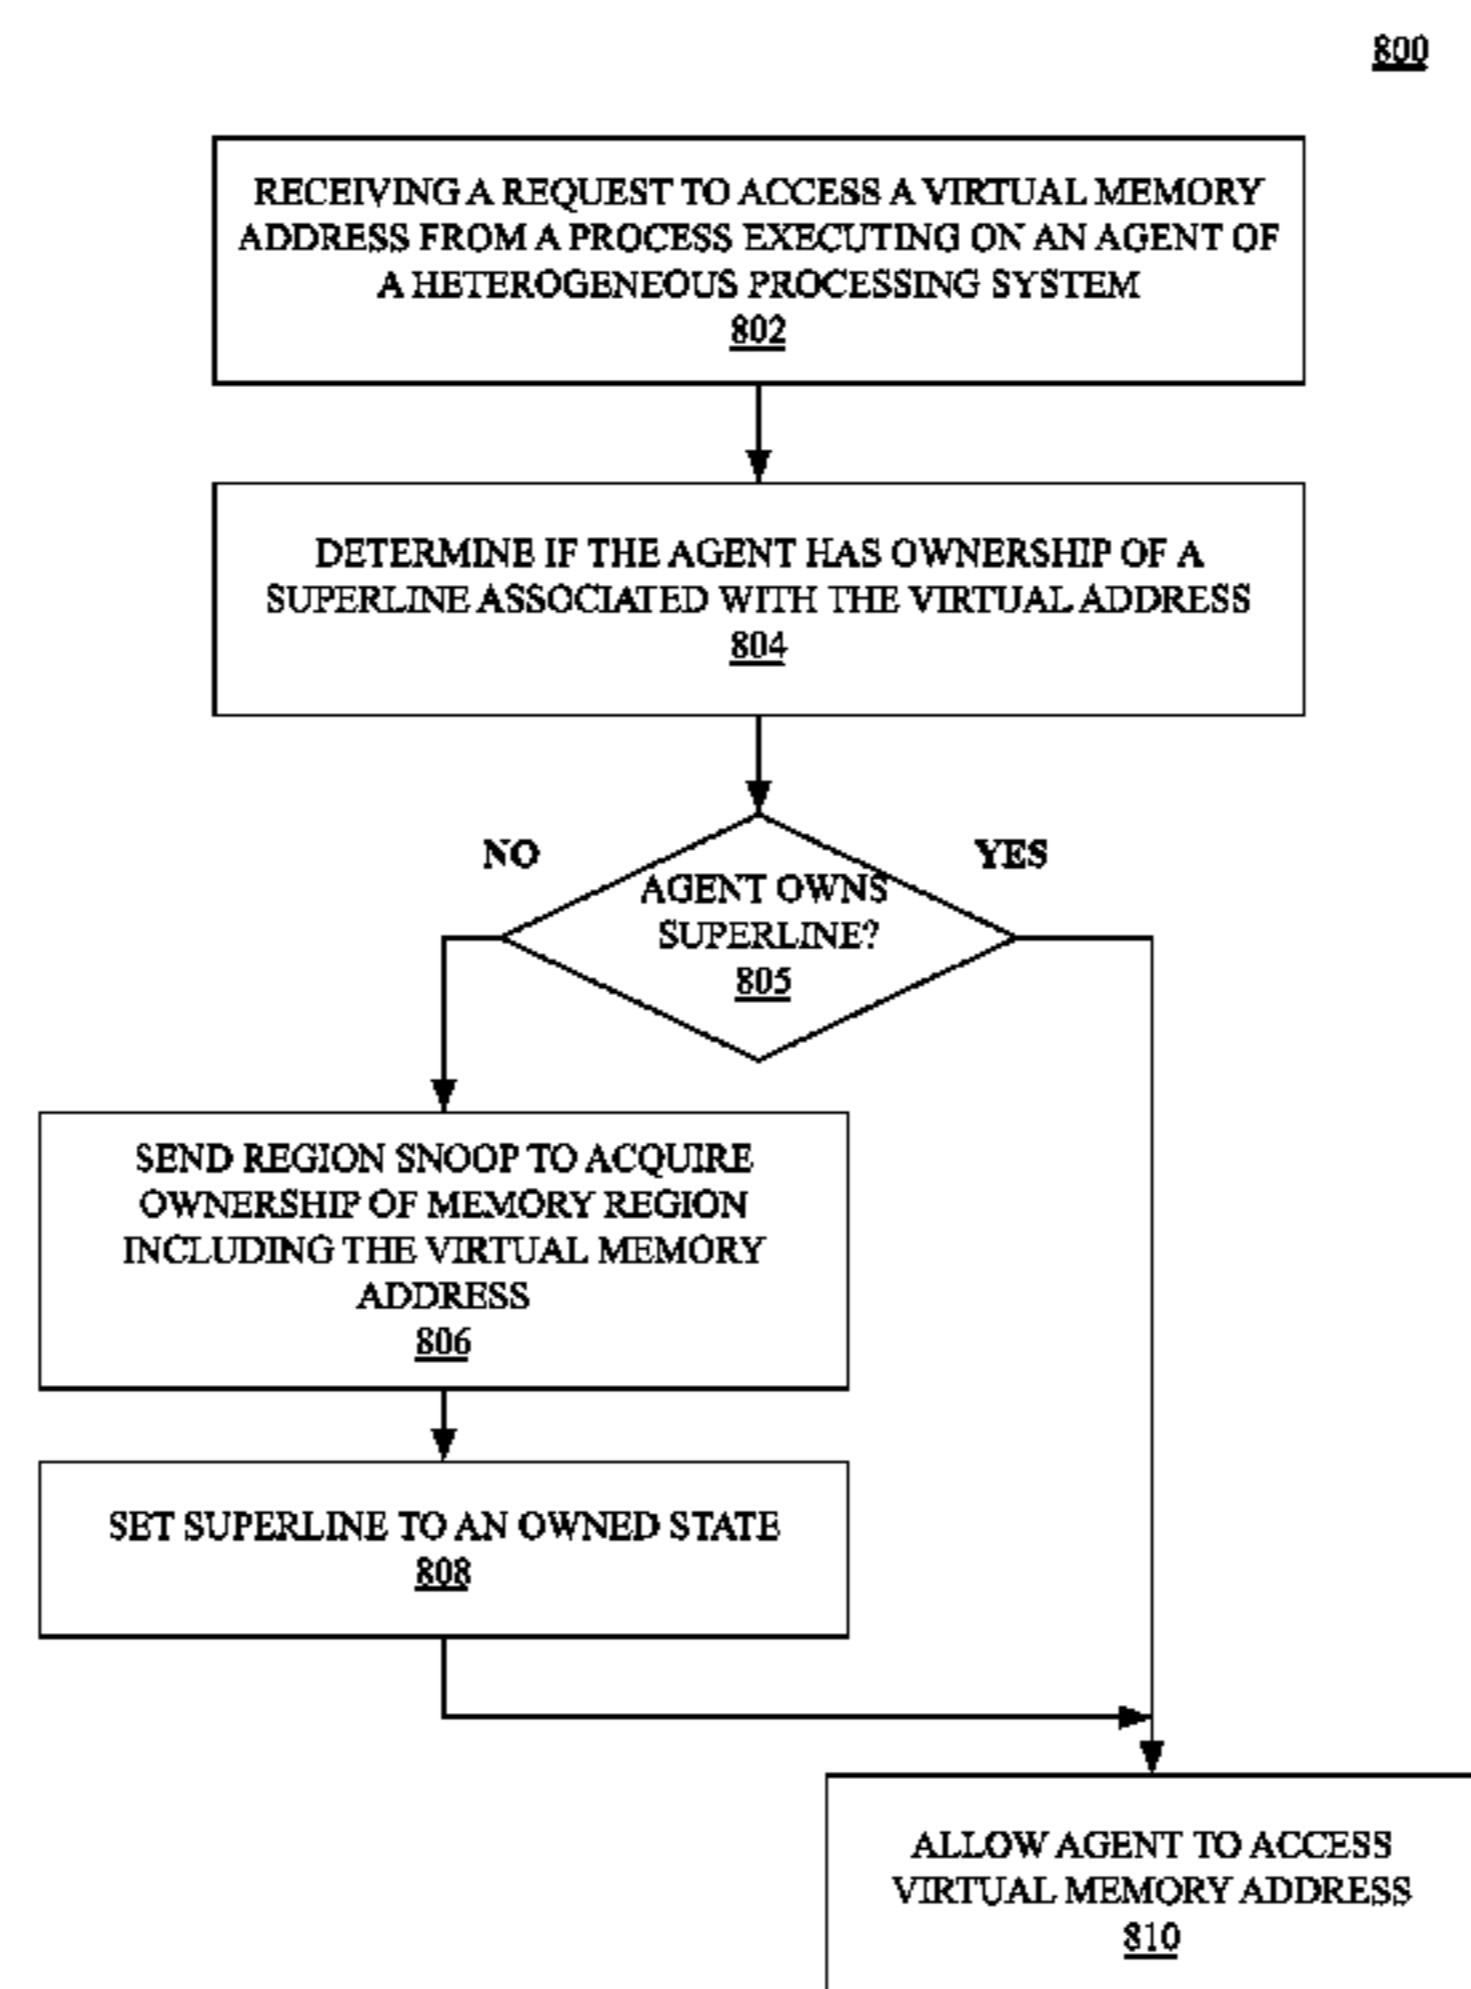 800
RECEIVING A REQUEST TO ACCESS A VIRTUAL MEMORY
ADDRESS FROM A PROCESS EXECUTING ON AN AGENT OF
A HETEROGENEOUS PROCESSING SYSTEM
802
DETERMINE IF THE AGENT HAS OWNERSHIP OF A
SUPERLINE ASSOCIATED WITH THE VIRTUAL ADDRESS
804
NO
YES
AGENT OWNS
SUPERLINE?
805
SEND REGION SNOOP TO ACQUIRE
OWNERSHIP OF MEMORY REGION
INCLUDING THE VIRTUAL MEMORY
ADDRESS
806
SET SUPERLINE TO AN OWNED STATE
808
ALLOW AGENT TO ACCESS
VIRTUAL MEMORY ADDRESS
810